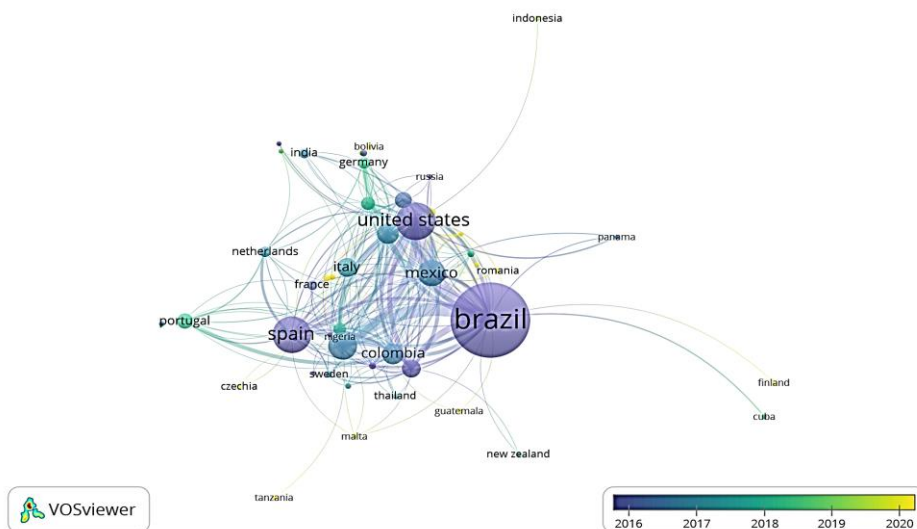 indonesia
bolivia
india
germany
russia
united states
panama
netherlands
italy
mexico
romania
france
portugal
spain
nigeria
brazil
colombia
sweden
czechia
thailand
finland
guatemala
cuba
malta
new zealand
tanzania
VOSviewer
2016 2017 2018 2019